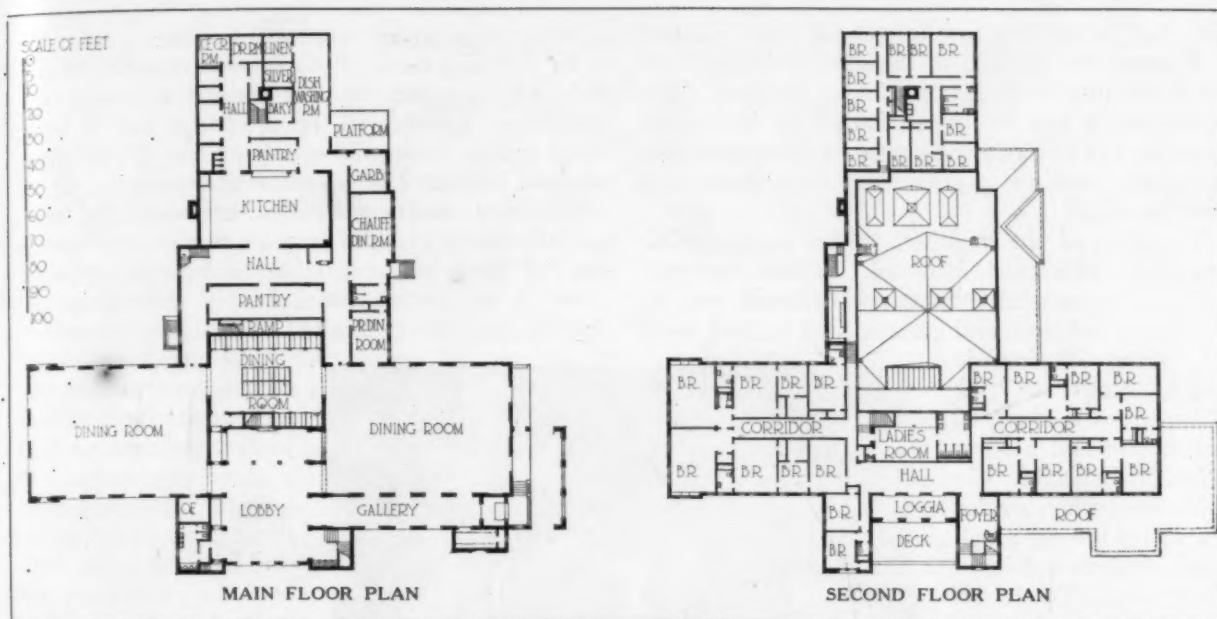 SCALE OF FEET
0
5
10
20
30
40
50
60
70
80
90
100
ICE CR. RM.
DR. RM.
LINEN
SILVER
DISH WASH'G RM.
HALL
BAKY
PLATFORM
PANTRY
GARB.
KITCHEN
CHAUFF. DIN. R.M.
HALL
PANTRY
RAMP
PR. DIN. ROOM
DINING ROOM
DINING ROOM
DINING ROOM
OF.
LOBBY
GALLERY
MAIN FLOOR PLAN
B.R. B.R. B.R. B.R.
B.R.
B.R.
B.R. B.R.
B.R. B.R. B.R. B.R.
ROOF
B.R. B.R. B.R. B.R. B.R. B.R. B.R. B.R.
B.R.
CORRIDOR
LADIES ROOM
CORRIDOR
B.R. B.R. B.R. B.R. B.R. B.R. B.R. B.R.
HALL
B.R.
LOGGIA
FOYER
ROOF
DECK
B.R.
SECOND FLOOR PLAN